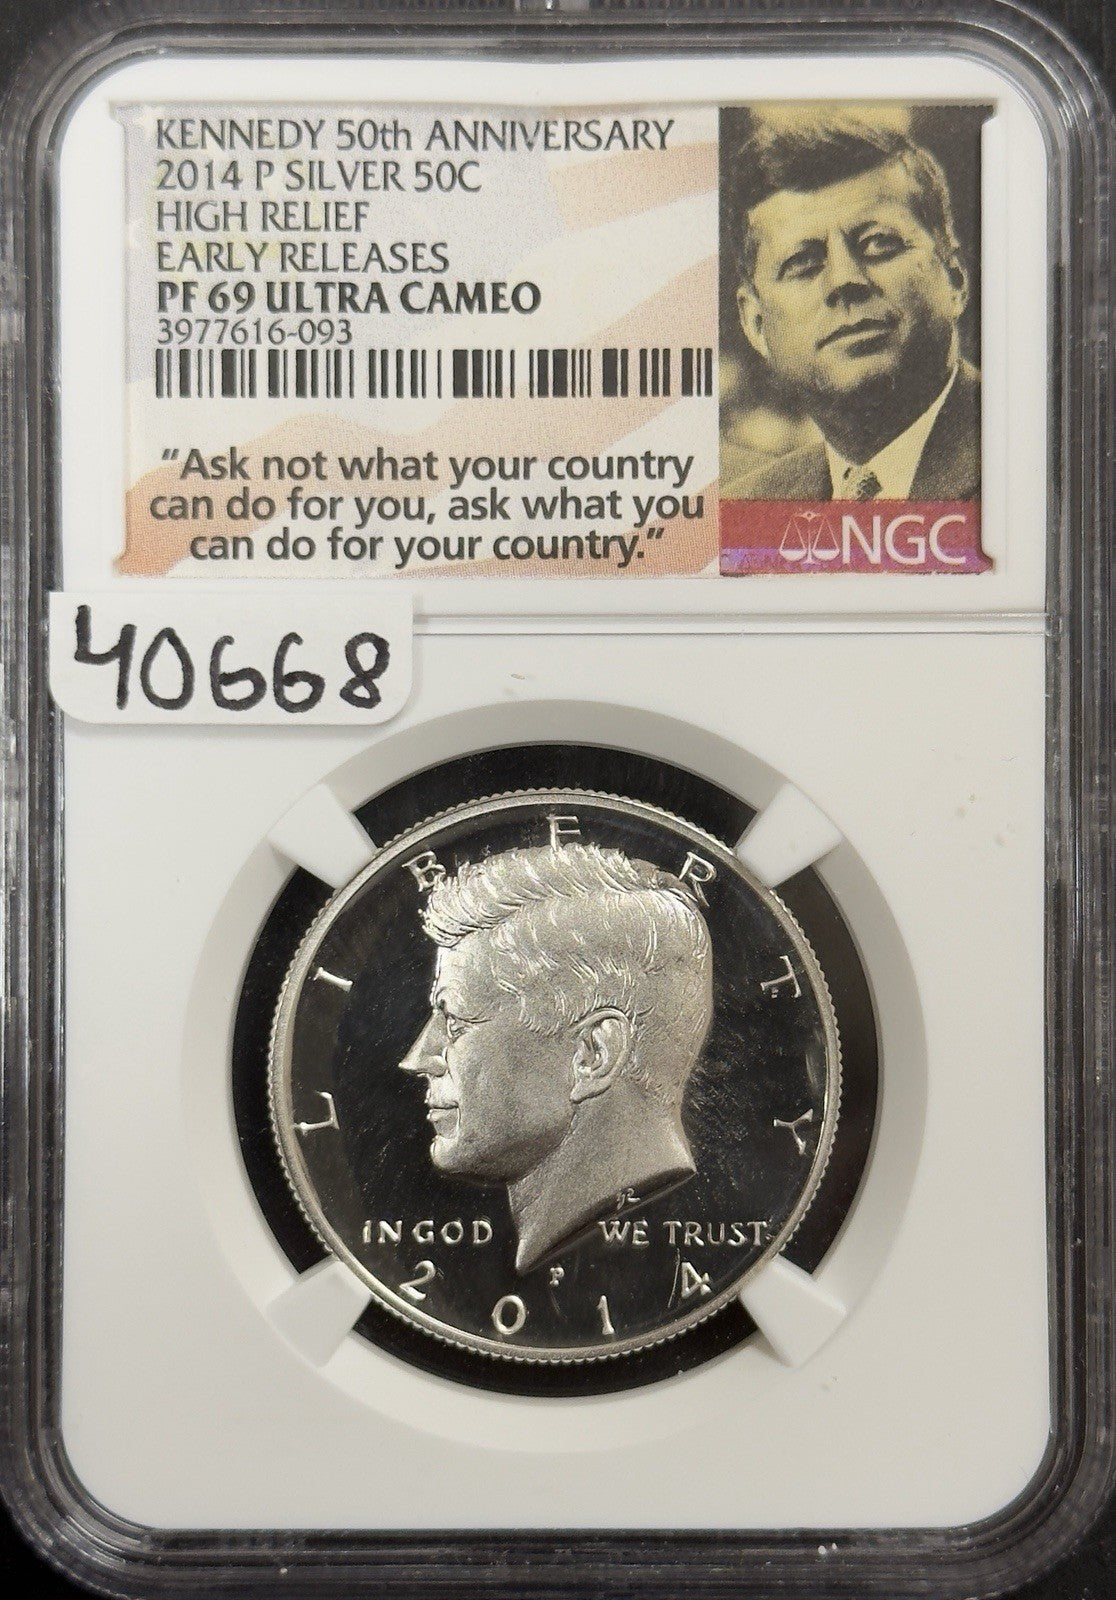 KENNEDY 50th ANNIVERSARY
2014 P SILVER 50C
HIGH RELIEF
EARLY RELEASES
PF 69 ULTRA CAMEO
3977616-093
"Ask not what your country
can do for you, ask what you
can do for your country."
NGC
40668
LIBERTY
IN GOD WE TRUST
P
2014